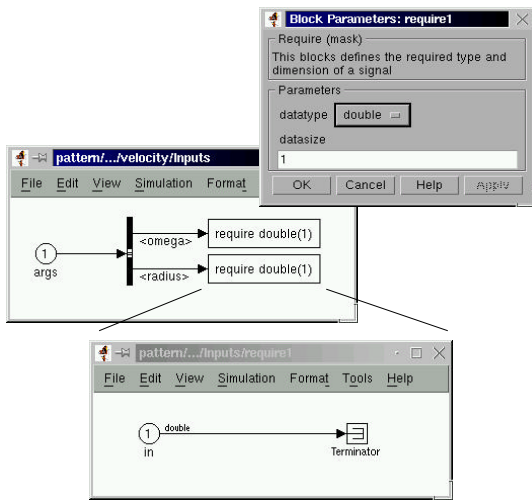 Block Parameters: require1
Require (mask)
This blocks defines the required type and
dimension of a signal
Parameters
datatype double
datasize
1
OK Cancel Help Apply
pattern/.../velocity/Inputs
File Edit View Simulation Format
1
args
<omega>
<radius>
require double(1)
require double(1)
pattern/.../Inputs/require1
File Edit View Simulation Format Tools Help
1
in
double
Terminator